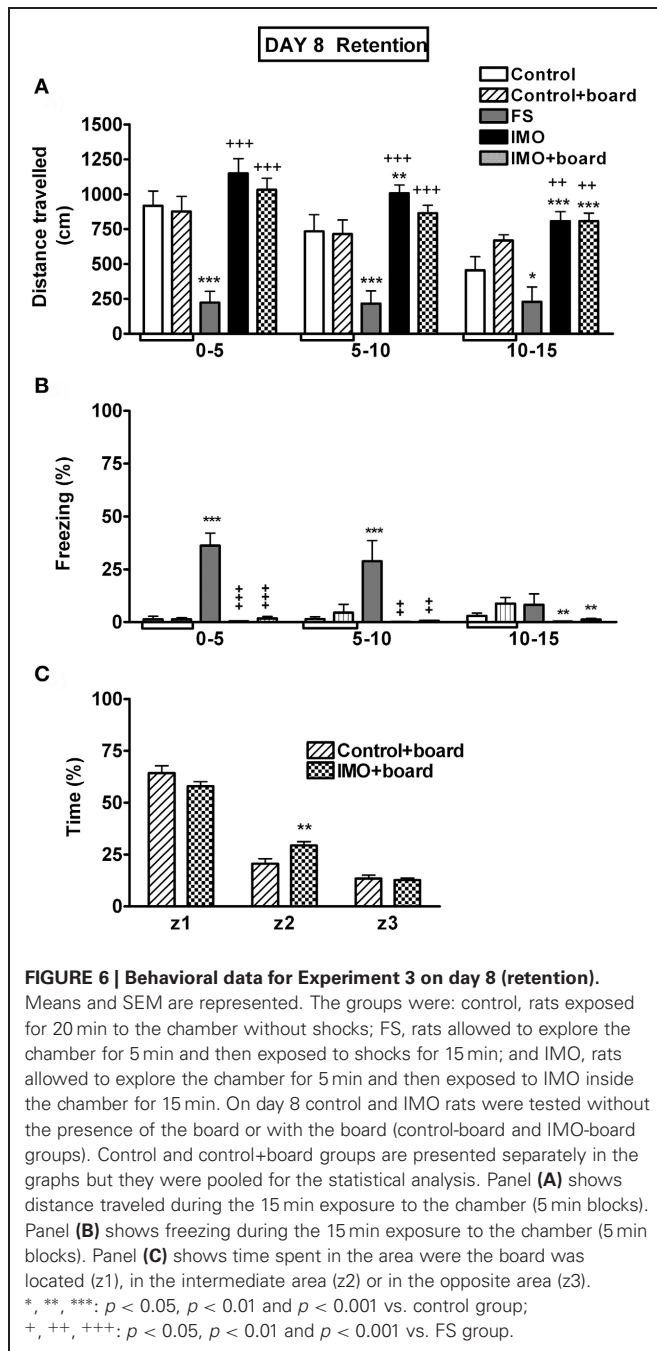 DAY 8 Retention
A
Control
Control+board
FS
IMO
IMO+board
Distance travelled
(cm)
1500
1250
1000
750
500
250
0
***
+++
+++
***
+++
**
+++
*
++
***
++
***
0-5
5-10
10-15
B
Freezing (%)
100
75
50
25
0
***
+++
+++
***
++
++
**
**
0-5
5-10
10-15
C
Time (%)
100
75
50
25
0
Control+board
IMO+board
**
z1
z2
z3
FIGURE 6 | Behavioral data for Experiment 3 on day 8 (retention).
Means and SEM are represented. The groups were: control, rats exposed
for 20 min to the chamber without shocks; FS, rats allowed to explore the
chamber for 5 min and then exposed to shocks for 15 min; and IMO, rats
allowed to explore the chamber for 5 min and then exposed to IMO inside
the chamber for 15 min. On day 8 control and IMO rats were tested without
the presence of the board or with the board (control-board and IMO-board
groups). Control and control+board groups are presented separately in the
graphs but they were pooled for the statistical analysis. Panel (A) shows
distance traveled during the 15 min exposure to the chamber (5 min blocks).
Panel (B) shows freezing during the 15 min exposure to the chamber (5 min
blocks). Panel (C) shows time spent in the area were the board was
located (z1), in the intermediate area (z2) or in the opposite area (z3).
*, **, ***: p < 0.05, p < 0.01 and p < 0.001 vs. control group;
+, ++, +++: p < 0.05, p < 0.01 and p < 0.001 vs. FS group.